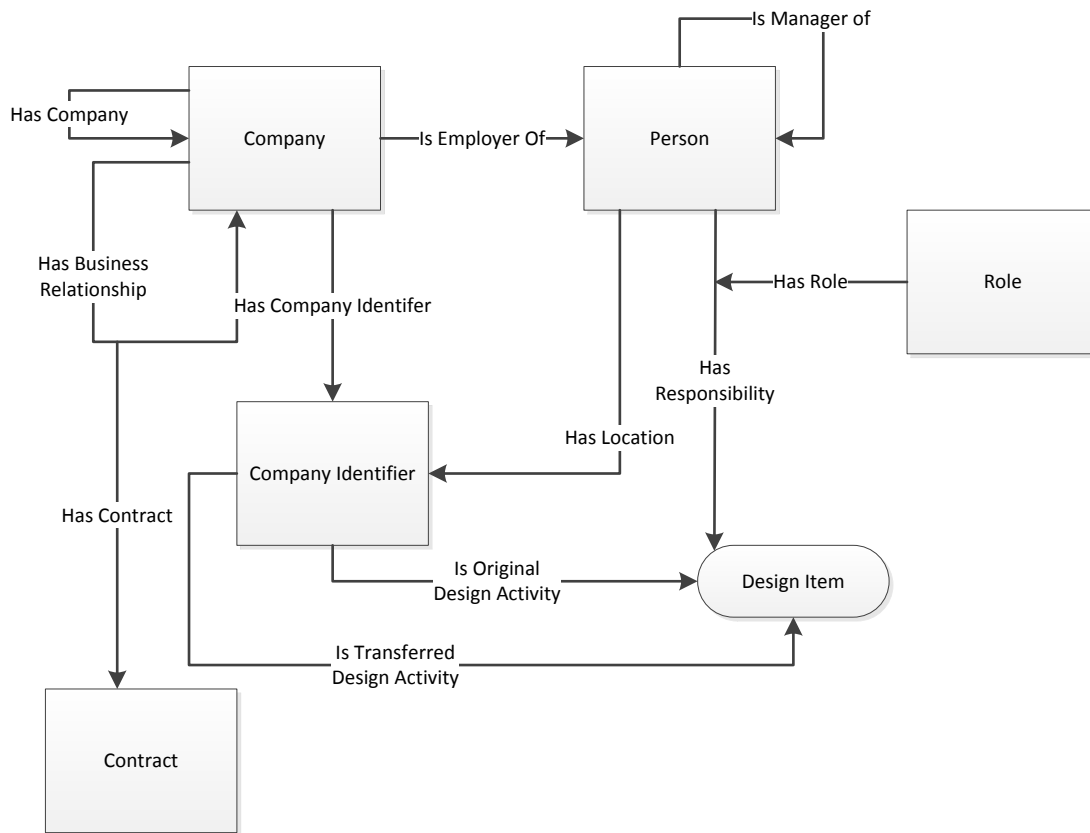 Is Manager of
Has Company
Company
Is Employer Of
Person
Has Business
Relationship
Has Company Identifer
Has Role
Role
Has
Responsibility
Has Location
Company Identifier
Has Contract
Is Original
Design Activity
Design Item
Is Transferred
Design Activity
Contract